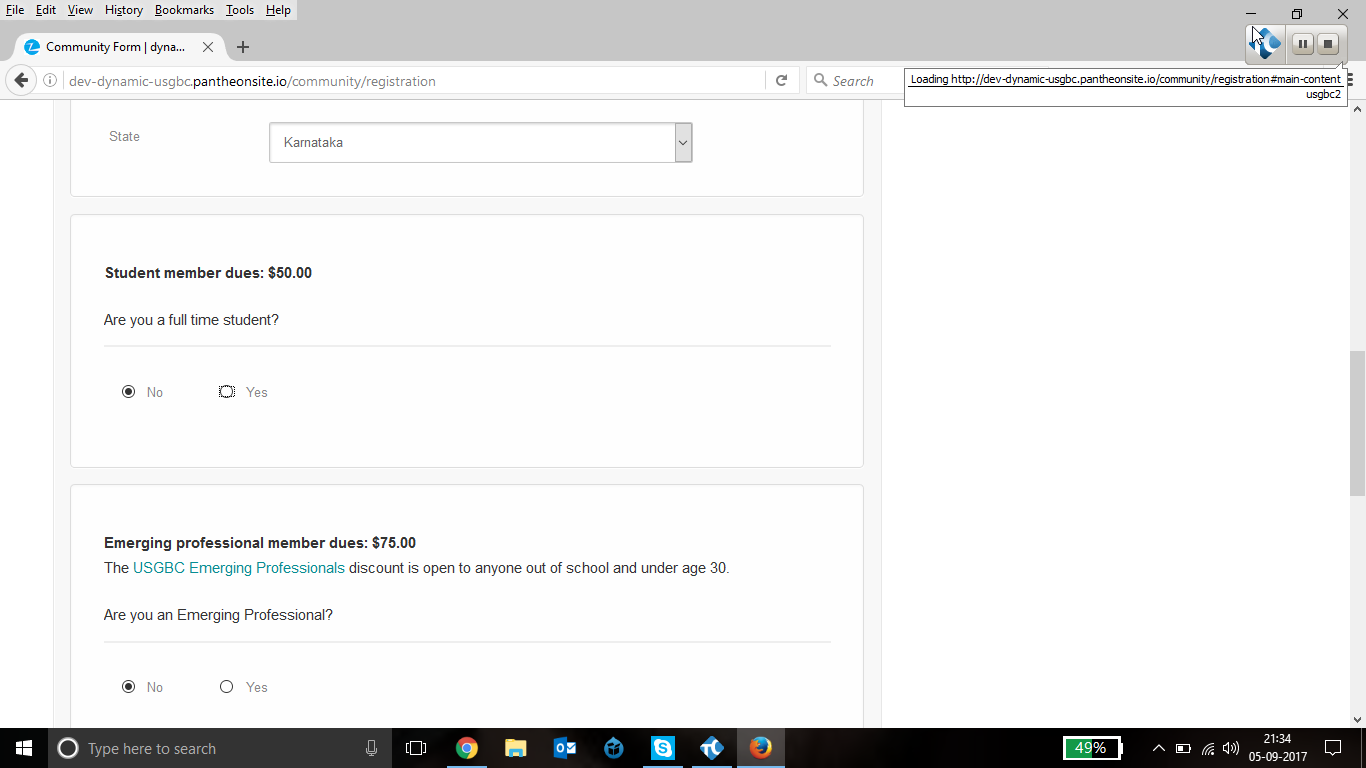 File Edit View History Bookmarks Tools Help
Community Form | dyna...
dev-dynamic-usgbc.pantheonsite.io/community/registration
Search
Loading http://dev-dynamic-usgbc.pantheonsite.io/community/registration#main-content
usgbc2
State
Karnataka
Student member dues: $50.00
Are you a full time student?
No Yes
Emerging professional member dues: $75.00
The USGBC Emerging Professionals discount is open to anyone out of school and under age 30.
Are you an Emerging Professional?
No Yes
Type here to search
49%
21:34
05-09-2017